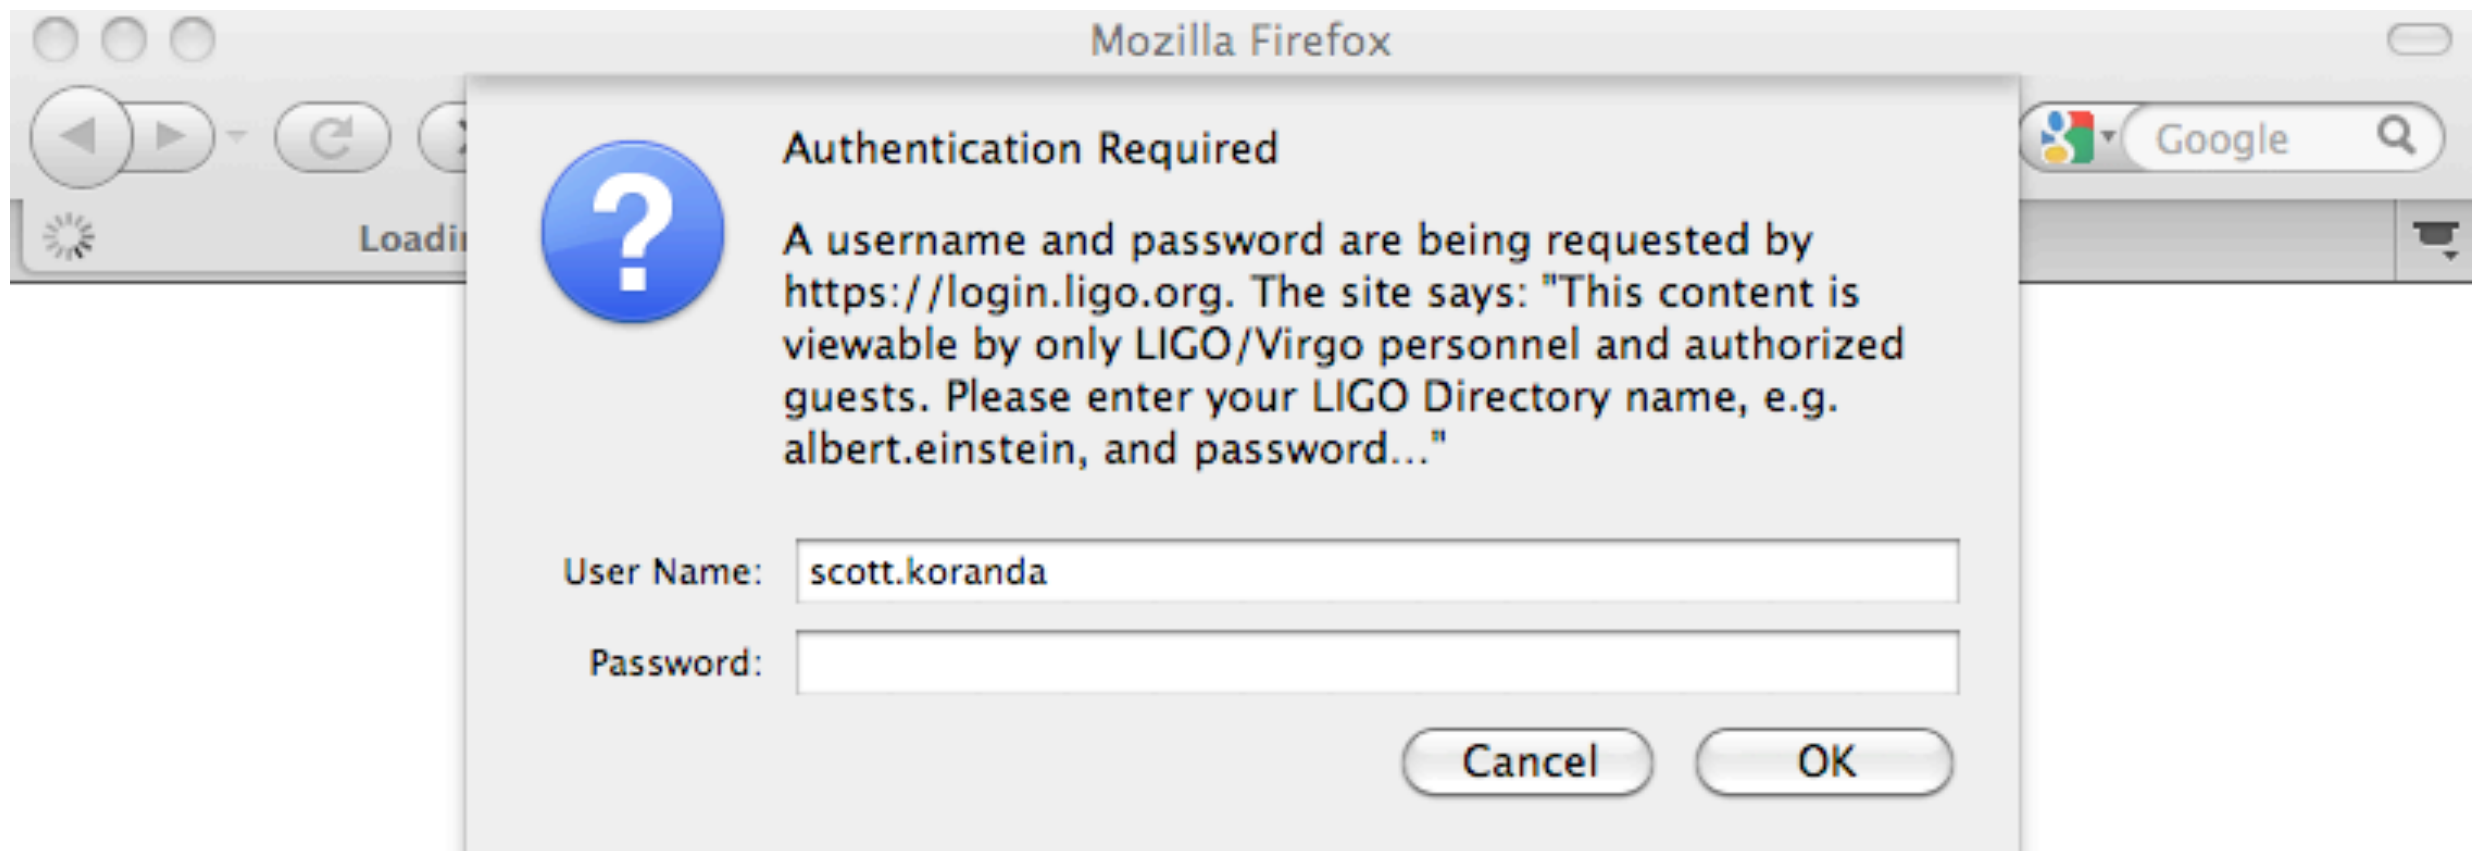 Mozilla Firefox
Google
Loadin
Authentication Required
A username and password are being requested by
https://login.ligo.org. The site says: "This content is
viewable by only LIGO/Virgo personnel and authorized
guests. Please enter your LIGO Directory name, e.g.
albert.einstein, and password..."
User Name: scott.koranda
Password:
Cancel OK